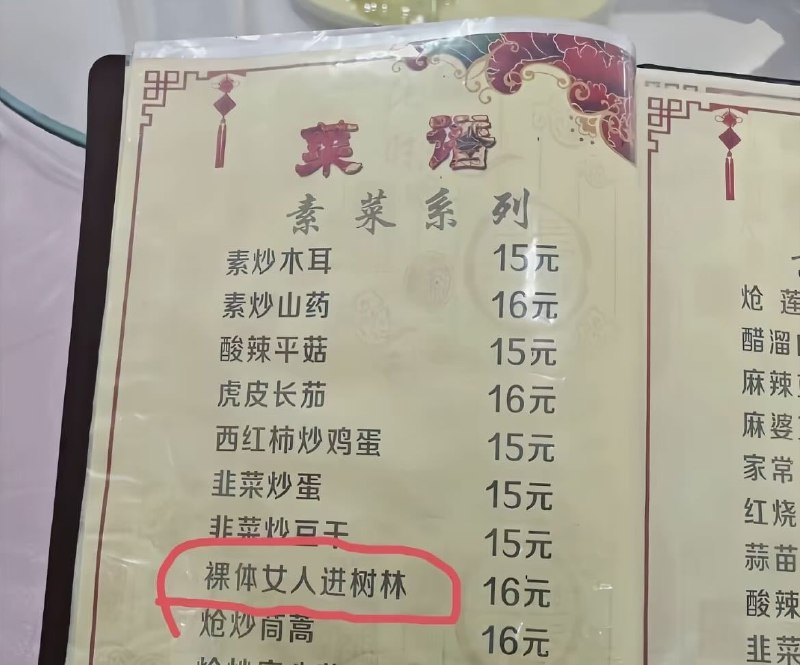 菜谱
素菜系列
素炒木耳 15元
素炒山药 16元
酸辣平菇 15元
虎皮长茄 16元
西红柿炒鸡蛋 15元
韭菜炒蛋 15元
韭菜炒豆干 15元
裸体女人进树林 16元
炝炒茼蒿 16元
炝 莲
醋溜
麻辣
麻婆
家常
红烧
蒜苗
酸辣
韭菜